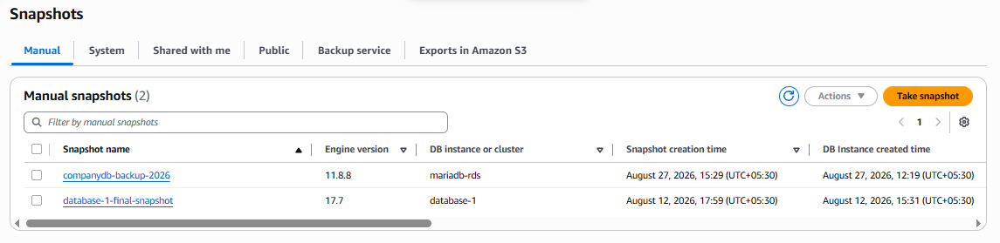 Snapshots
Manual System Shared with me Public Backup service Exports in Amazon S3
Manual snapshots (2)
Actions Take snapshot
Filter by manual snapshots
1
Snapshot name Engine version DB instance or cluster Snapshot creation time DB Instance created time
companydb-backup-2026 11.8.8 mariadb-rds August 27, 2026, 15:29 (UTC+05:30) August 27, 2026, 12:19 (UTC+05:30)
database-1-final-snapshot 17.7 database-1 August 12, 2026, 17:59 (UTC+05:30) August 12, 2026, 15:31 (UTC+05:30)